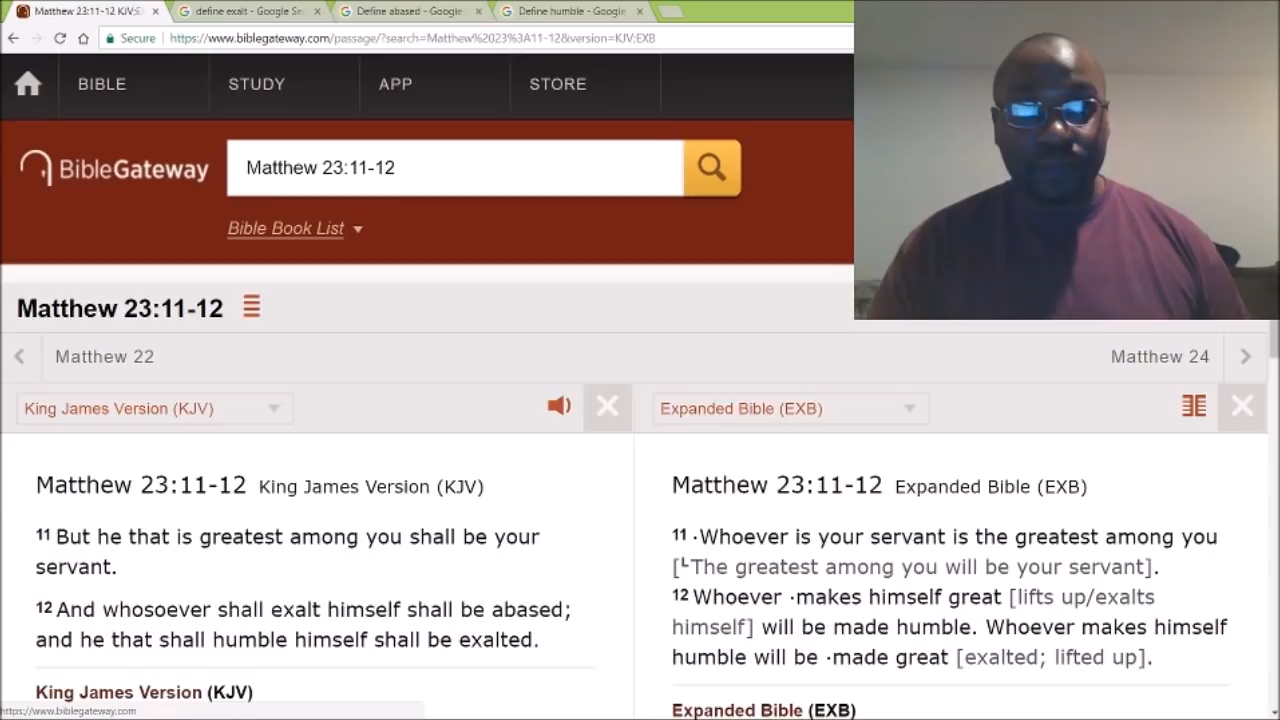 Matthew 23:11-12 KJV;E
define exalt - Google Se
Define abased - Google
Define humble - Google
Secure
https://www.biblegateway.com/passage/?search=Matthew%2023%3A11-12&version=KJV;EXB
BIBLE
STUDY
APP
STORE
BibleGateway
Matthew 23:11-12
Bible Book List
Matthew 23:11-12
Matthew 22
Matthew 24
King James Version (KJV)
Expanded Bible (EXB)
Matthew 23:11-12 King James Version (KJV)
11 But he that is greatest among you shall be your
servant.
12 And whosoever shall exalt himself shall be abased;
and he that shall humble himself shall be exalted.
King James Version (KJV)
Matthew 23:11-12 Expanded Bible (EXB)
11 ·Whoever is your servant is the greatest among you
[LThe greatest among you will be your servant].
12 Whoever ·makes himself great [lifts up/exalts
himself] will be made humble. Whoever makes himself
humble will be ·made great [exalted; lifted up].
Expanded Bible (EXB)
https://www.biblegateway.com